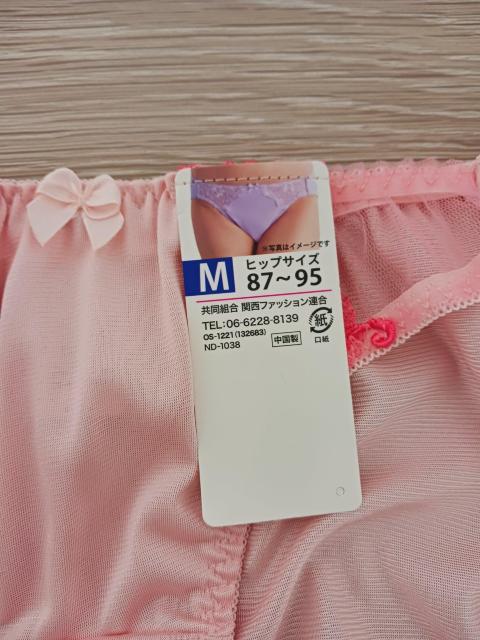 ※写真はイメージです
M
ヒップサイズ
87〜95
共同組合 関西ファッション連合
TEL:06-6228-8139
OS-1221(132683)
ND-1038
中国製
紙
口紙